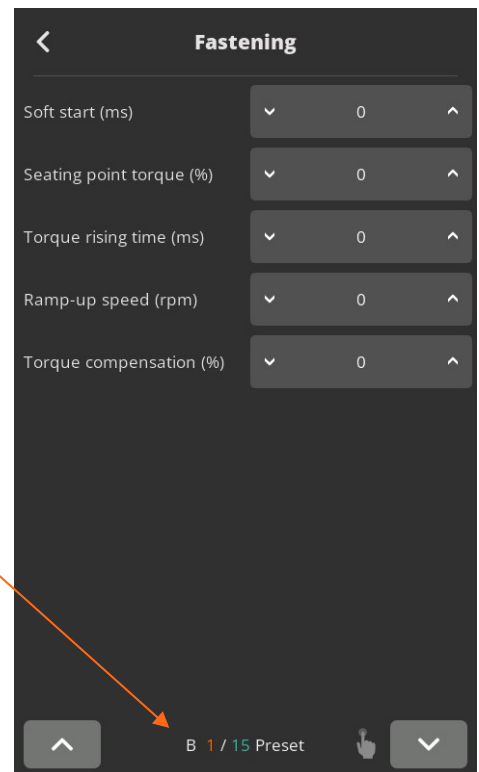 Fastening
Soft start (ms) 0
Seating point torque (%) 0
Torque rising time (ms) 0
Ramp-up speed (rpm) 0
Torque compensation (%) 0
B 1 / 15 Preset